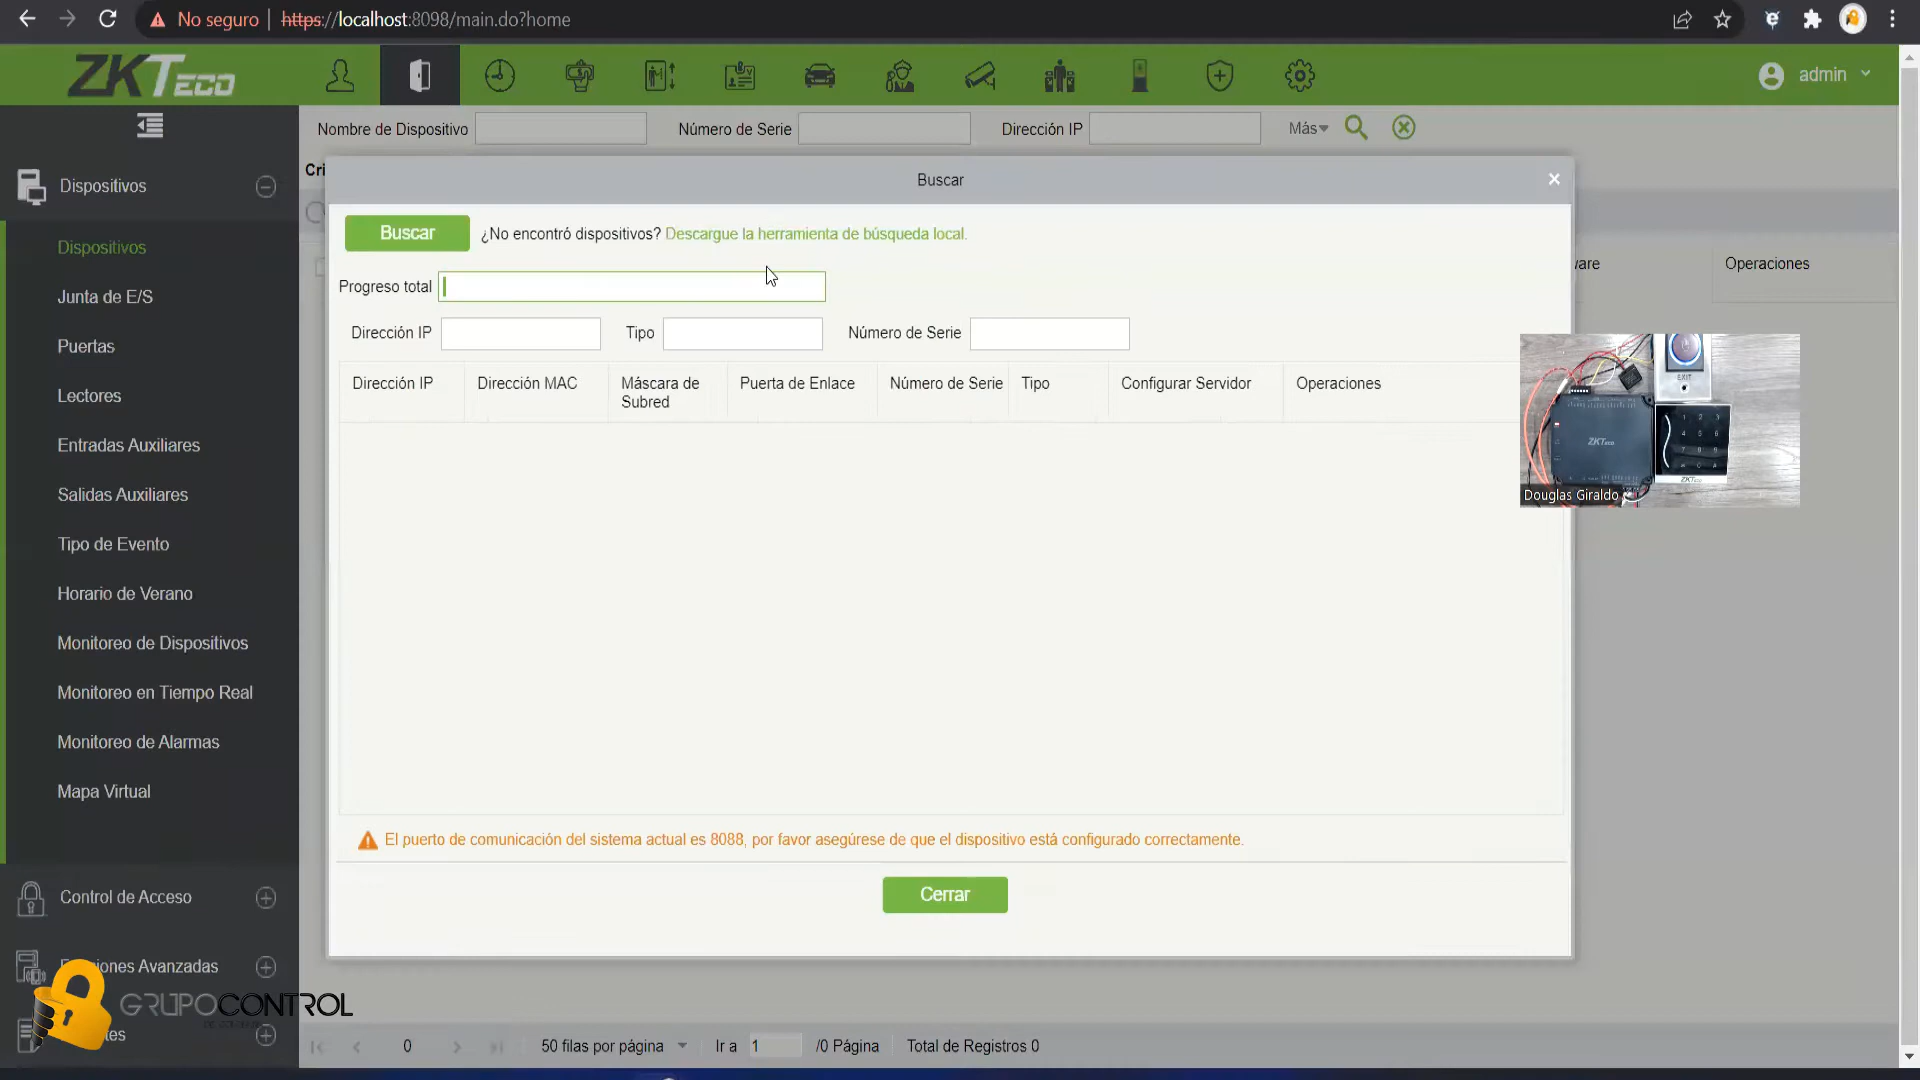 No seguro | https://localhost:8098/main.do?home
ZKTeco
admin
Nombre de Dispositivo
Número de Serie
Dirección IP
Más
Cri
Buscar
Dispositivos
Buscar
¿No encontró dispositivos? Descargue la herramienta de búsqueda local.
Dispositivos
ware
Operaciones
Progreso total
Junta de E/S
Dirección IP
Tipo
Número de Serie
Puertas
Dirección IP
Dirección MAC
Máscara de Subred
Puerta de Enlace
Número de Serie
Tipo
Configurar Servidor
Operaciones
EXIT
Lectores
ZKTeco
Entradas Auxiliares
ZKTeco
Salidas Auxiliares
Douglas Giraldo
Tipo de Evento
Horario de Verano
Monitoreo de Dispositivos
Monitoreo en Tiempo Real
Monitoreo de Alarmas
Mapa Virtual
El puerto de comunicación del sistema actual es 8088, por favor asegúrese de que el dispositivo está configurado correctamente.
Control de Acceso
Cerrar
iones Avanzadas
GRUPOCONTROL
tes
0
50 filas por página
Ir a
1
/0 Página
Total de Registros 0